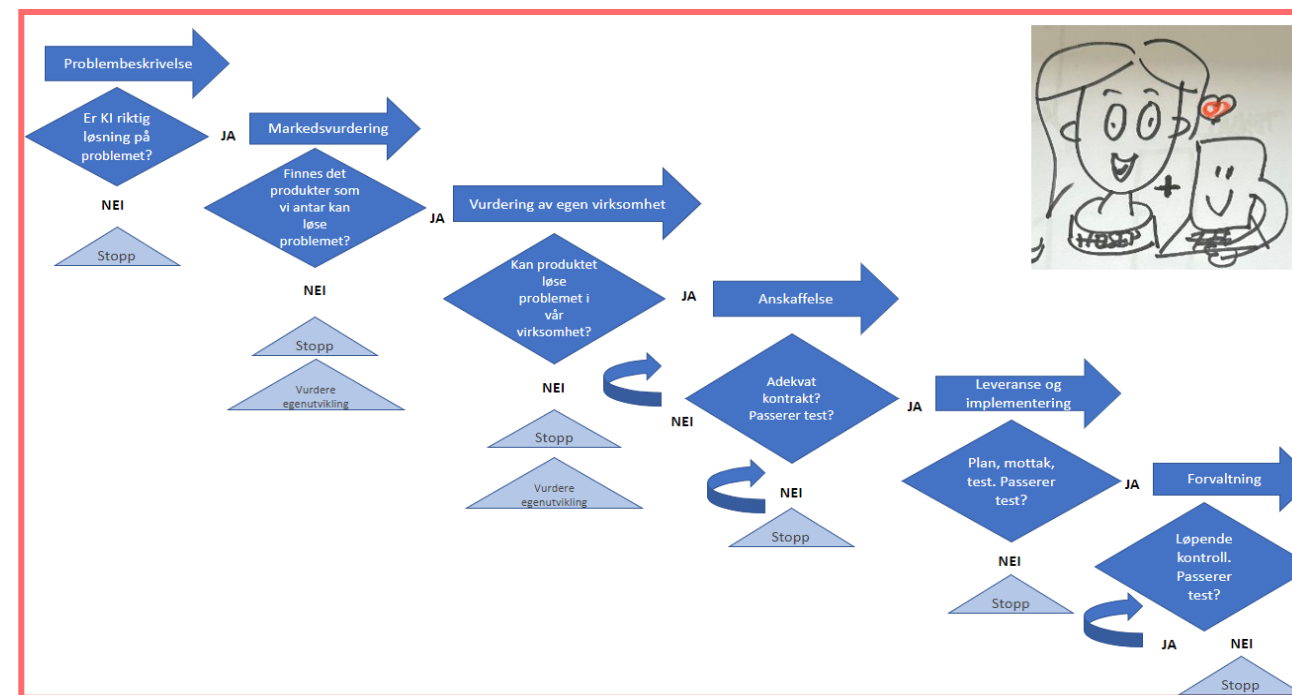 Problembeskrivelse
Er KI riktig
løsning på
problemet?
JA
NEI
Stopp
Markedsvurdering
Finnes det
produkter som
vi antar kan
løse
problemet?
JA
NEI
Stopp
Vurdere
egenutvikling
Vurdering av egen virksomhet
Kan produktet
løse
problemet i
vår
virksomhet?
JA
NEI
Stopp
Vurdere
egenutvikling
Anskaffelse
Adekvat
kontrakt?
Passerer test?
NEI
JA
NEI
Stopp
Leveranse og
implementering
Plan, mottak,
test. Passerer
test?
JA
NEI
Stopp
Forvaltning
Løpende
kontroll.
Passerer
test?
JA
NEI
Stopp
+